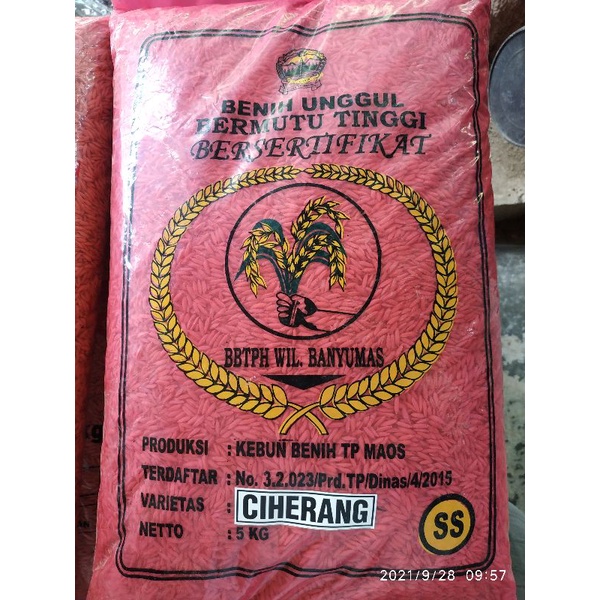 BENIH UNGGUL
BERMUTU TINGGI
BERSERTIFIKAT
BBTPH WIL. BANYUMAS
PRODUKSI : KEBUN BENIH TP MAOS
TERDAFTAR : No. 3.2.023/Prd.TP/Dinas/4/2015
VARIETAS : CIHERANG
NETTO : 5 KG
SS
2021/9/28 09:57